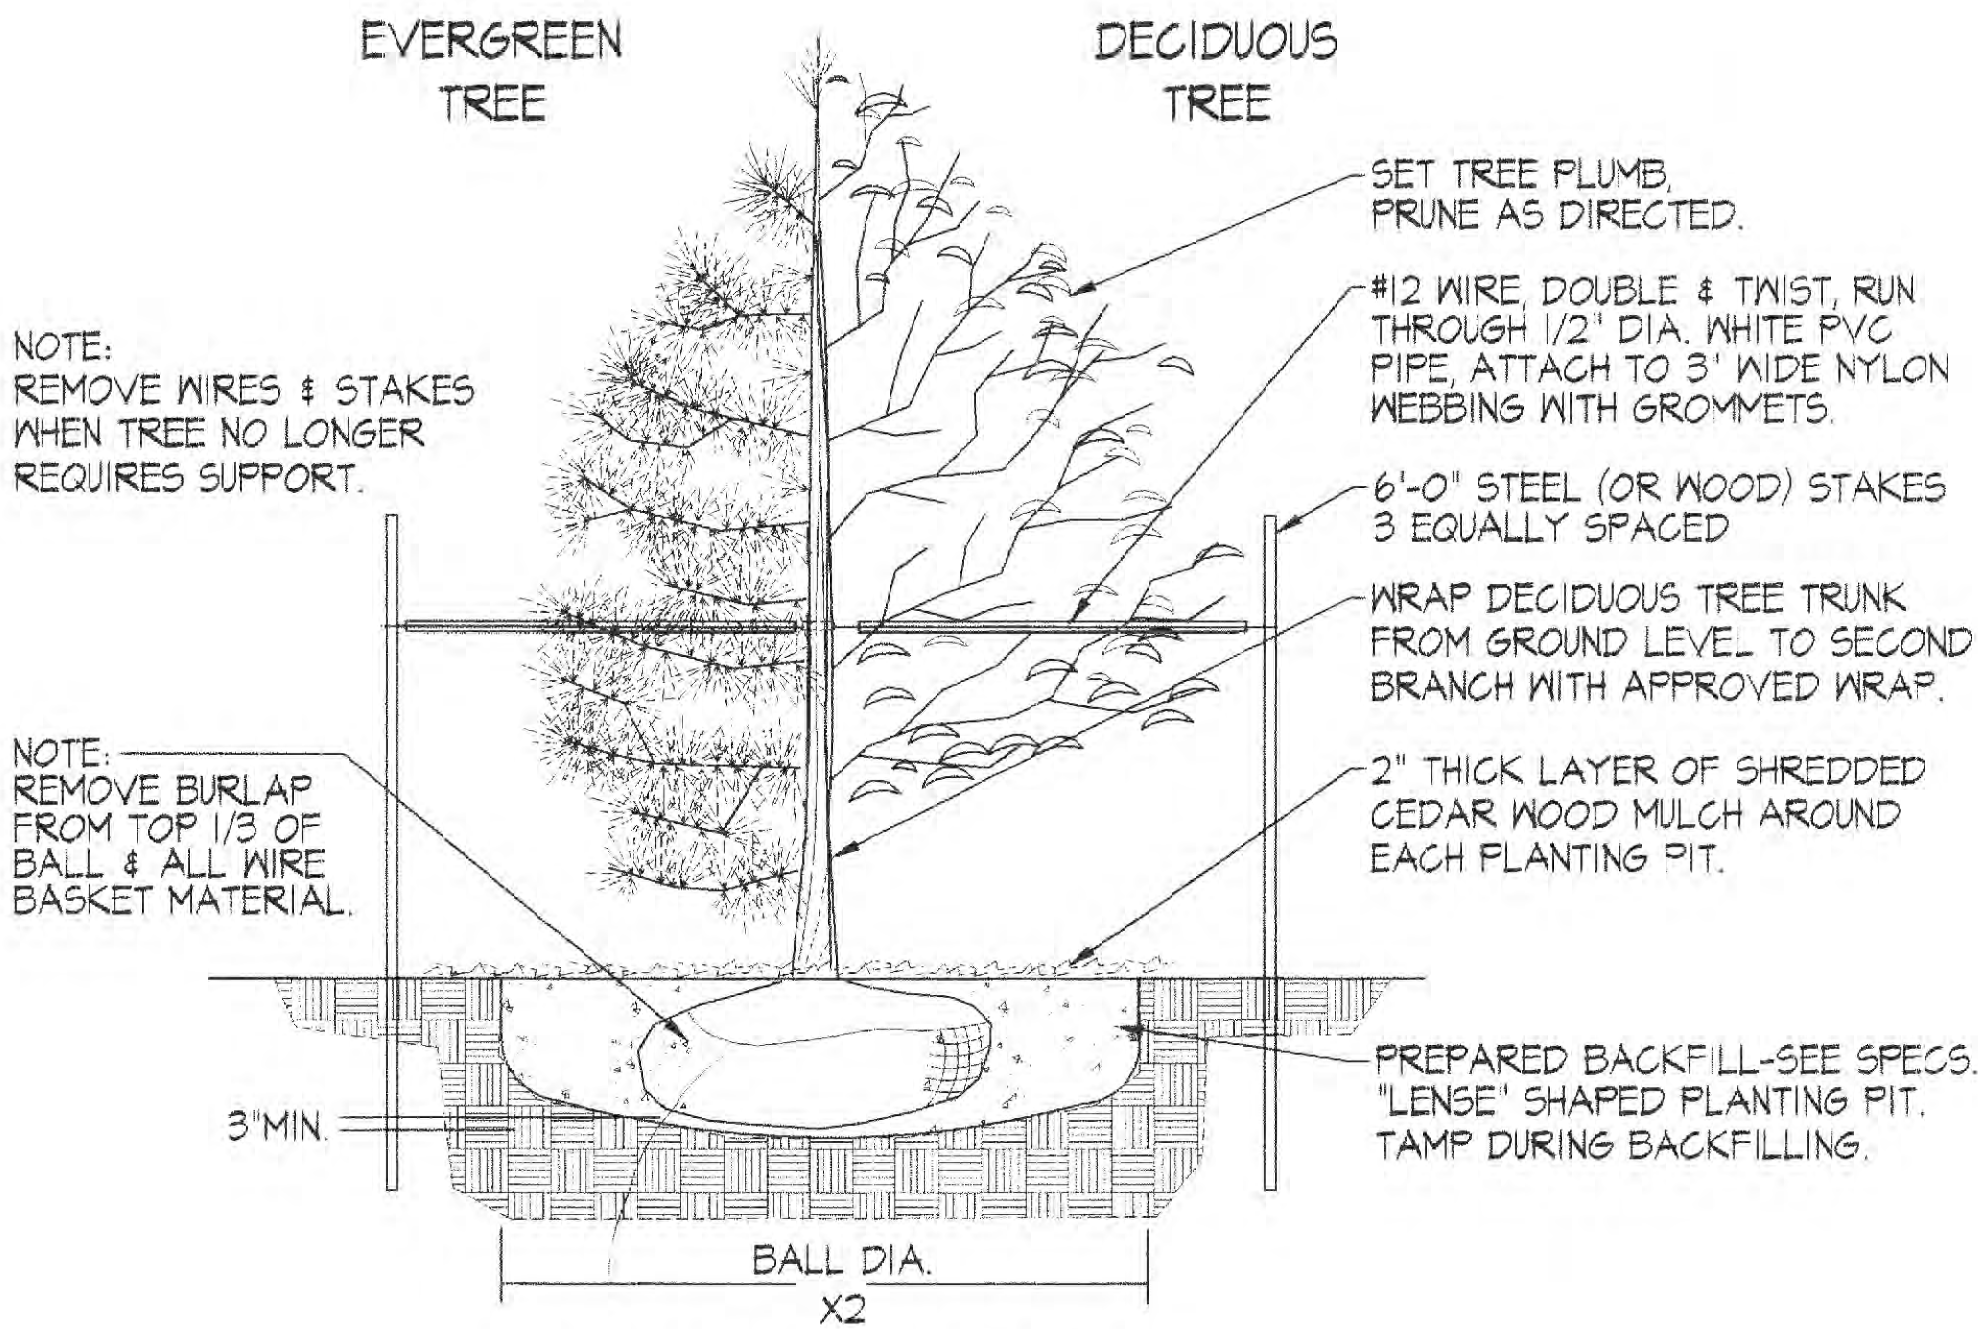 EVERGREEN
TREE
DECIDUOUS
TREE
SET TREE PLUMB,
PRUNE AS DIRECTED.
#12 WIRE, DOUBLE & TWIST, RUN
THROUGH 1/2" DIA. WHITE PVC
PIPE, ATTACH TO 3' WIDE NYLON
WEBBING WITH GROMMETS.
NOTE:
REMOVE WIRES & STAKES
WHEN TREE NO LONGER
REQUIRES SUPPORT.
6'-0" STEEL (OR WOOD) STAKES
3 EQUALLY SPACED
WRAP DECIDUOUS TREE TRUNK
FROM GROUND LEVEL TO SECOND
BRANCH WITH APPROVED WRAP.
NOTE:
REMOVE BURLAP
FROM TOP 1/3 OF
BALL & ALL WIRE
BASKET MATERIAL.
2" THICK LAYER OF SHREDDED
CEDAR WOOD MULCH AROUND
EACH PLANTING PIT.
PREPARED BACKFILL-SEE SPECS.
"LENSE" SHAPED PLANTING PIT.
TAMP DURING BACKFILLING.
3"MIN.
BALL DIA.
X2